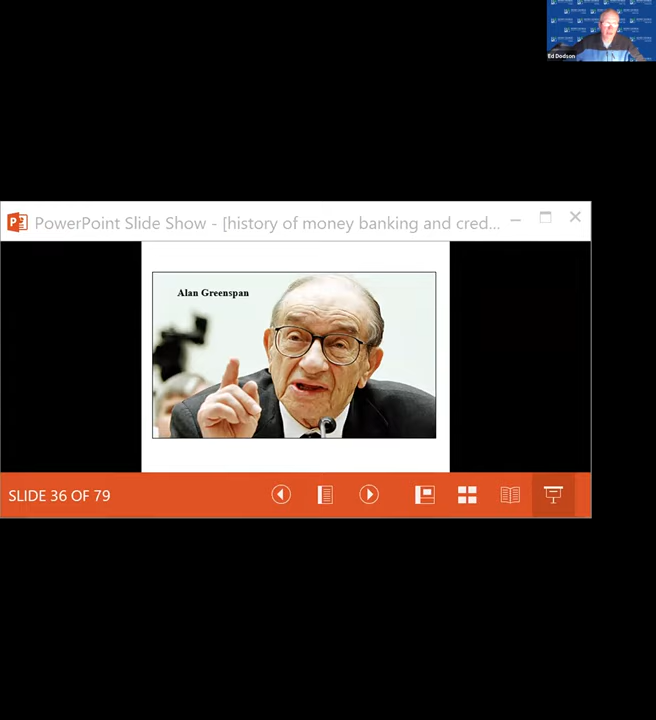 Ed Dodson
PowerPoint Slide Show - [history of money banking and cred...
Alan Greenspan
SLIDE 36 OF 79